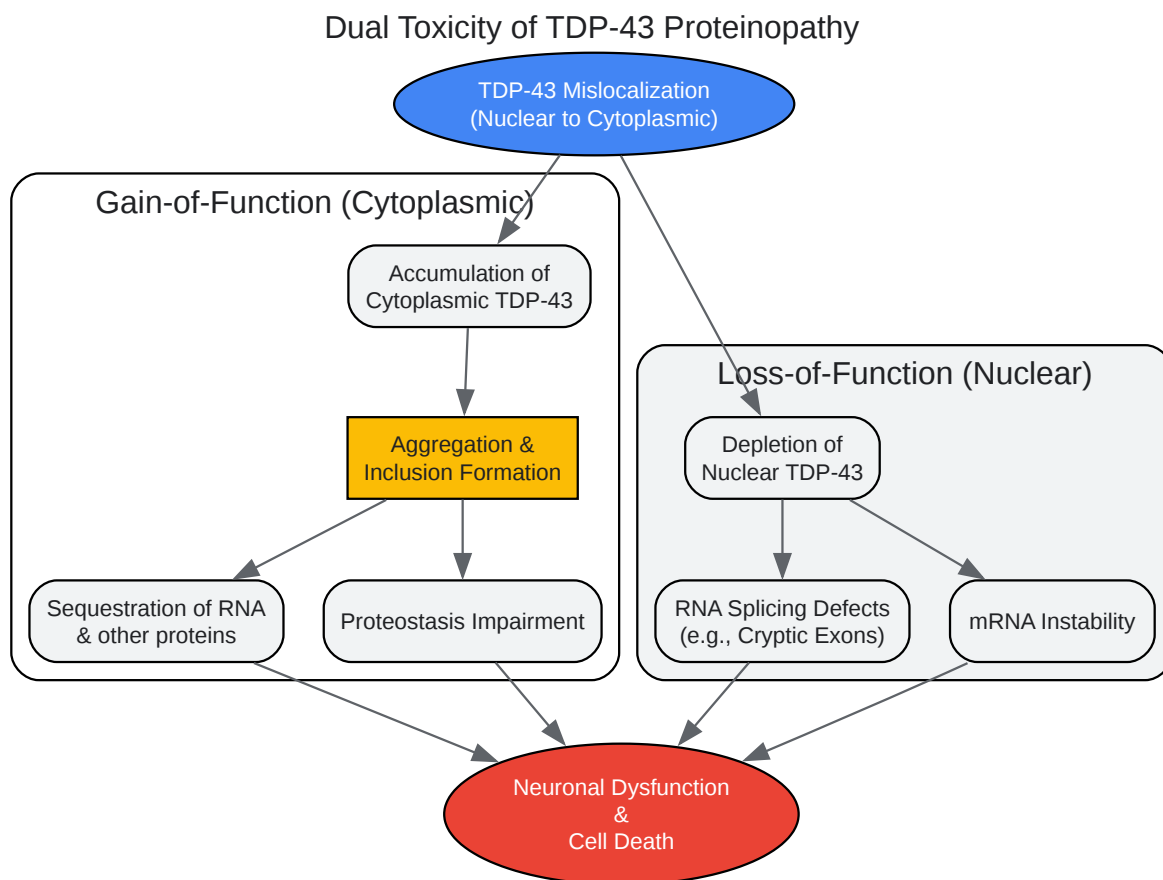 Dual Toxicity of TDP-43 Proteinopathy
TDP-43 Mislocalization
(Nuclear to Cytoplasmic)
Gain-of-Function (Cytoplasmic)
Accumulation of
Cytoplasmic TDP-43
Aggregation &
Inclusion Formation
Sequestration of RNA
& other proteins
Proteostasis Impairment
Loss-of-Function (Nuclear)
Depletion of
Nuclear TDP-43
RNA Splicing Defects
(e.g., Cryptic Exons)
mRNA Instability
Neuronal Dysfunction
&
Cell Death